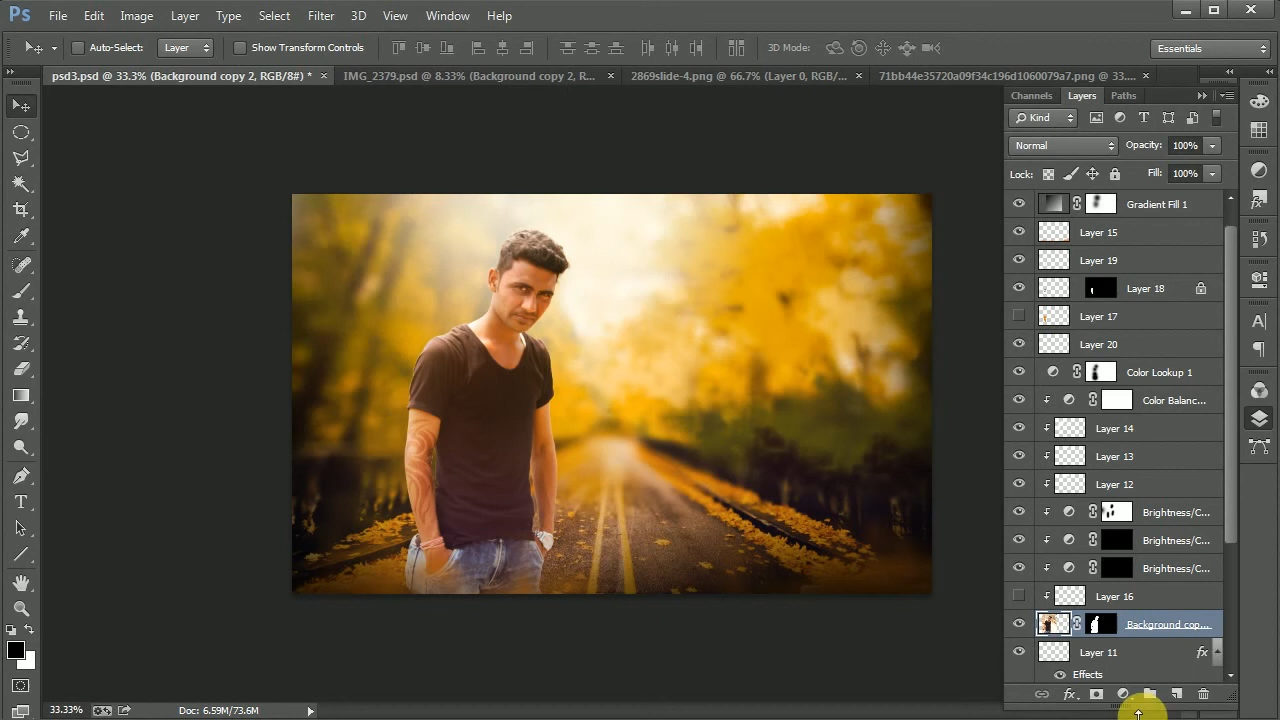 Ps File Edit Image Layer Type Select Filter 3D View Window Help
Auto-Select: Layer Show Transform Controls 3D Mode: Essentials
psd3.psd @ 33.3% (Background copy 2, RGB/8#) * × IMG_2379.psd @ 8.33% (Background copy 2, R... × 2869slide-4.png @ 66.7% (Layer 0, RGB/... × 71bb44e35720a09f34c196d1060079a7.png @ 33.... ×
Channels Layers Paths
Kind
Normal Opacity: 100%
Lock: Fill: 100%
Gradient Fill 1
Layer 15
Layer 19
Layer 18
Layer 17
Layer 20
Color Lookup 1
Color Balanc...
Layer 14
Layer 13
Layer 12
Brightness/C...
Brightness/C...
Brightness/C...
Layer 16
Background cop...
Layer 11 fx
Effects
33.33% Doc: 6.59M/73.6M